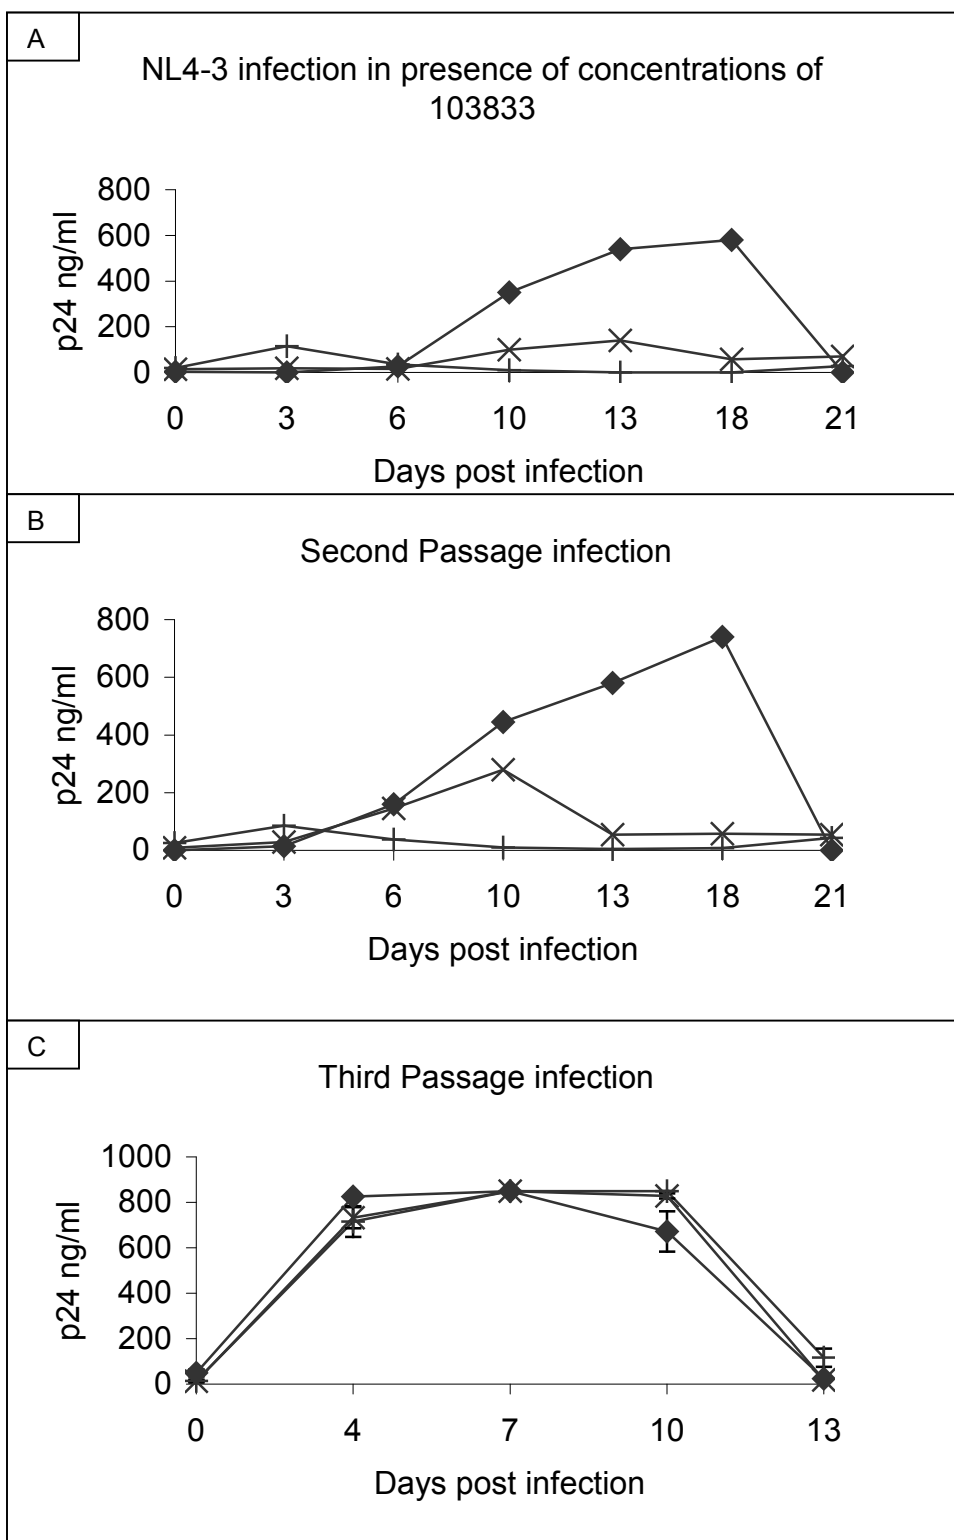 A
NL4-3 infection in presence of concentrations of
103833
800
600
400
200
0
p24 ng/ml
0 3 6 10 13 18 21
Days post infection
B
Second Passage infection
800
600
400
200
0
p24 ng/ml
0 3 6 10 13 18 21
Days post infection
C
Third Passage infection
1000
800
600
400
200
0
p24 ng/ml
0 4 7 10 13
Days post infection